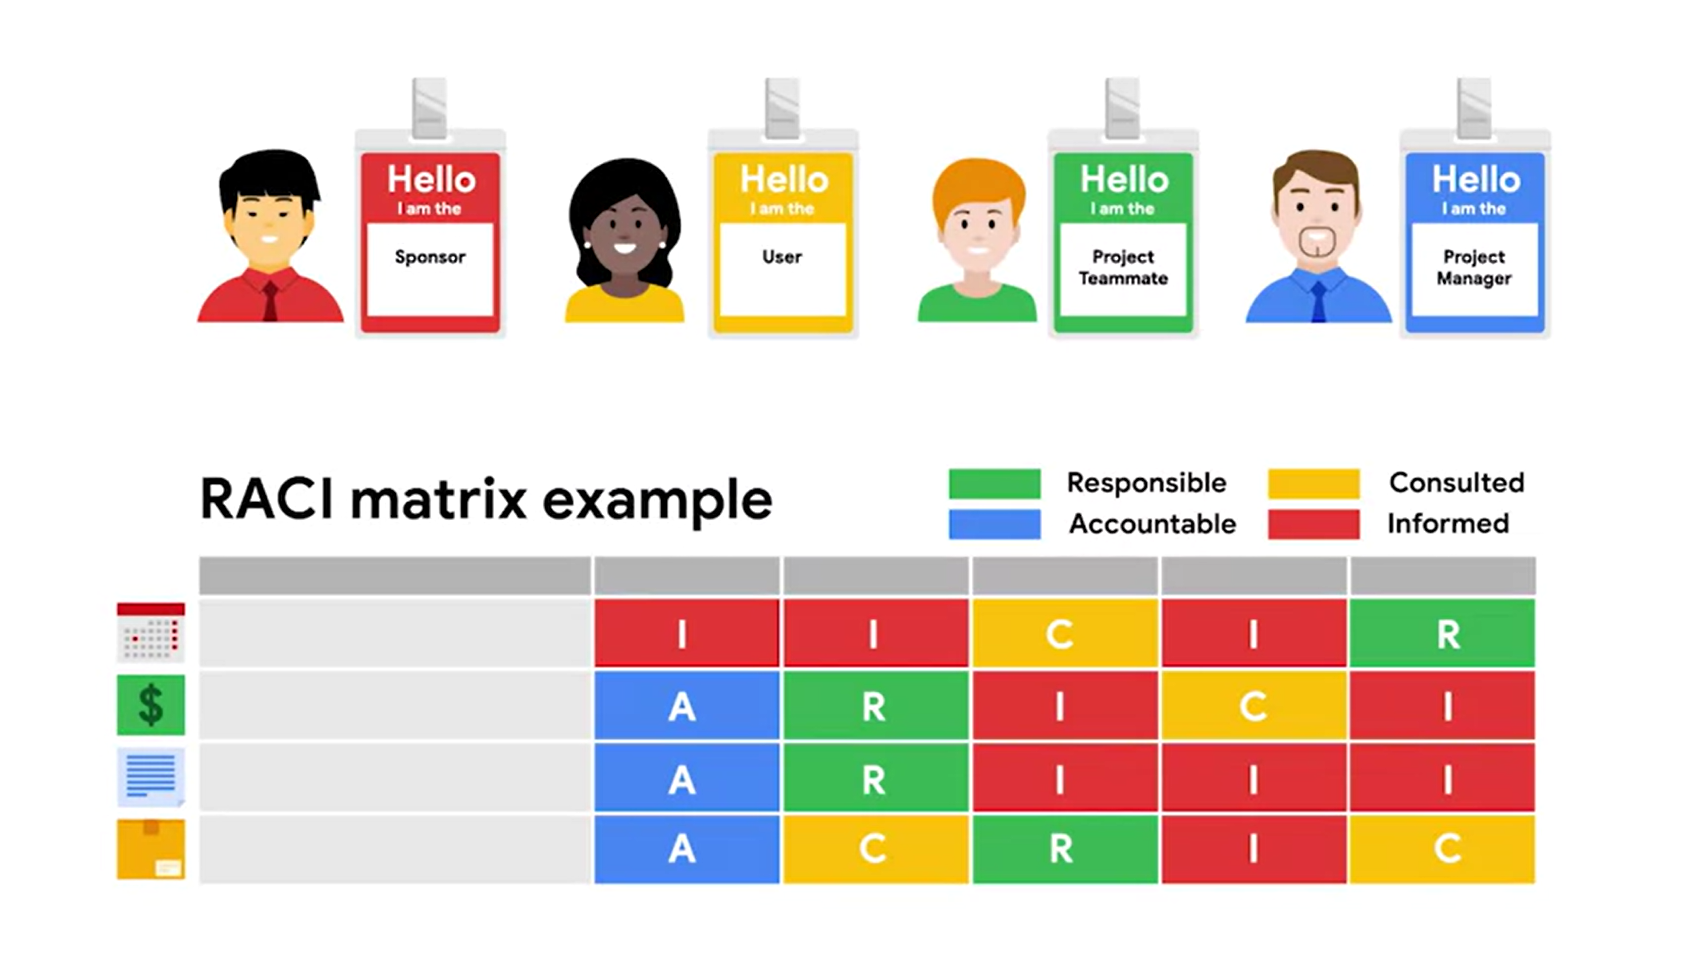 Hello
I am the
Sponsor
Hello
I am the
User
Hello
I am the
Project
Teammate
Hello
I am the
Project
Manager
RACI matrix example
Responsible
Consulted
Accountable
Informed
I I C I R
$
A R I C I
A R I I I
A C R I C